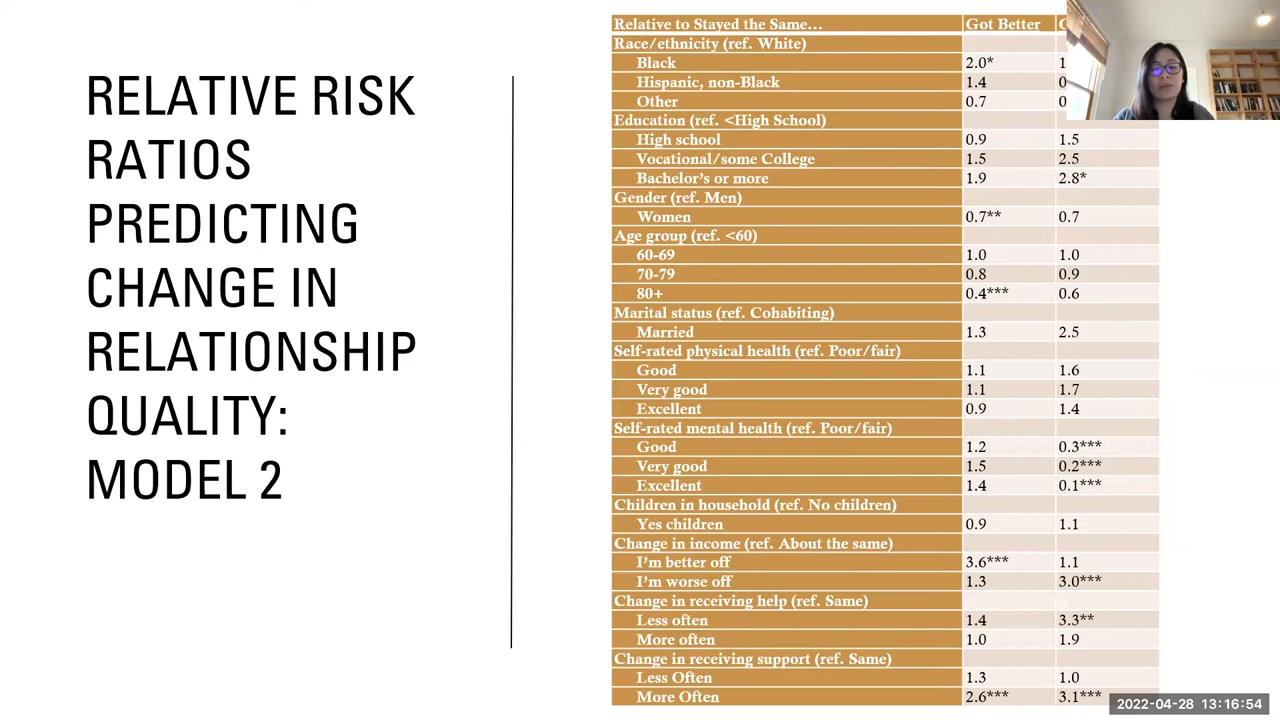 RELATIVE RISK
RATIOS
PREDICTING
CHANGE IN
RELATIONSHIP
QUALITY:
MODEL 2
Relative to Stayed the Same… Got Better
Race/ethnicity (ref. White)
Black 2.0* 1
Hispanic, non-Black 1.4 0
Other 0.7 0
Education (ref. <High School)
High school 0.9 1.5
Vocational/some College 1.5 2.5
Bachelor's or more 1.9 2.8*
Gender (ref. Men)
Women 0.7** 0.7
Age group (ref. <60)
60-69 1.0 1.0
70-79 0.8 0.9
80+ 0.4*** 0.6
Marital status (ref. Cohabiting)
Married 1.3 2.5
Self-rated physical health (ref. Poor/fair)
Good 1.1 1.6
Very good 1.1 1.7
Excellent 0.9 1.4
Self-rated mental health (ref. Poor/fair)
Good 1.2 0.3***
Very good 1.5 0.2***
Excellent 1.4 0.1***
Children in household (ref. No children)
Yes children 0.9 1.1
Change in income (ref. About the same)
I'm better off 3.6*** 1.1
I'm worse off 1.3 3.0***
Change in receiving help (ref. Same)
Less often 1.4 3.3**
More often 1.0 1.9
Change in receiving support (ref. Same)
Less Often 1.3 1.0
More Often 2.6*** 3.1***
2022-04-28 13:16:54